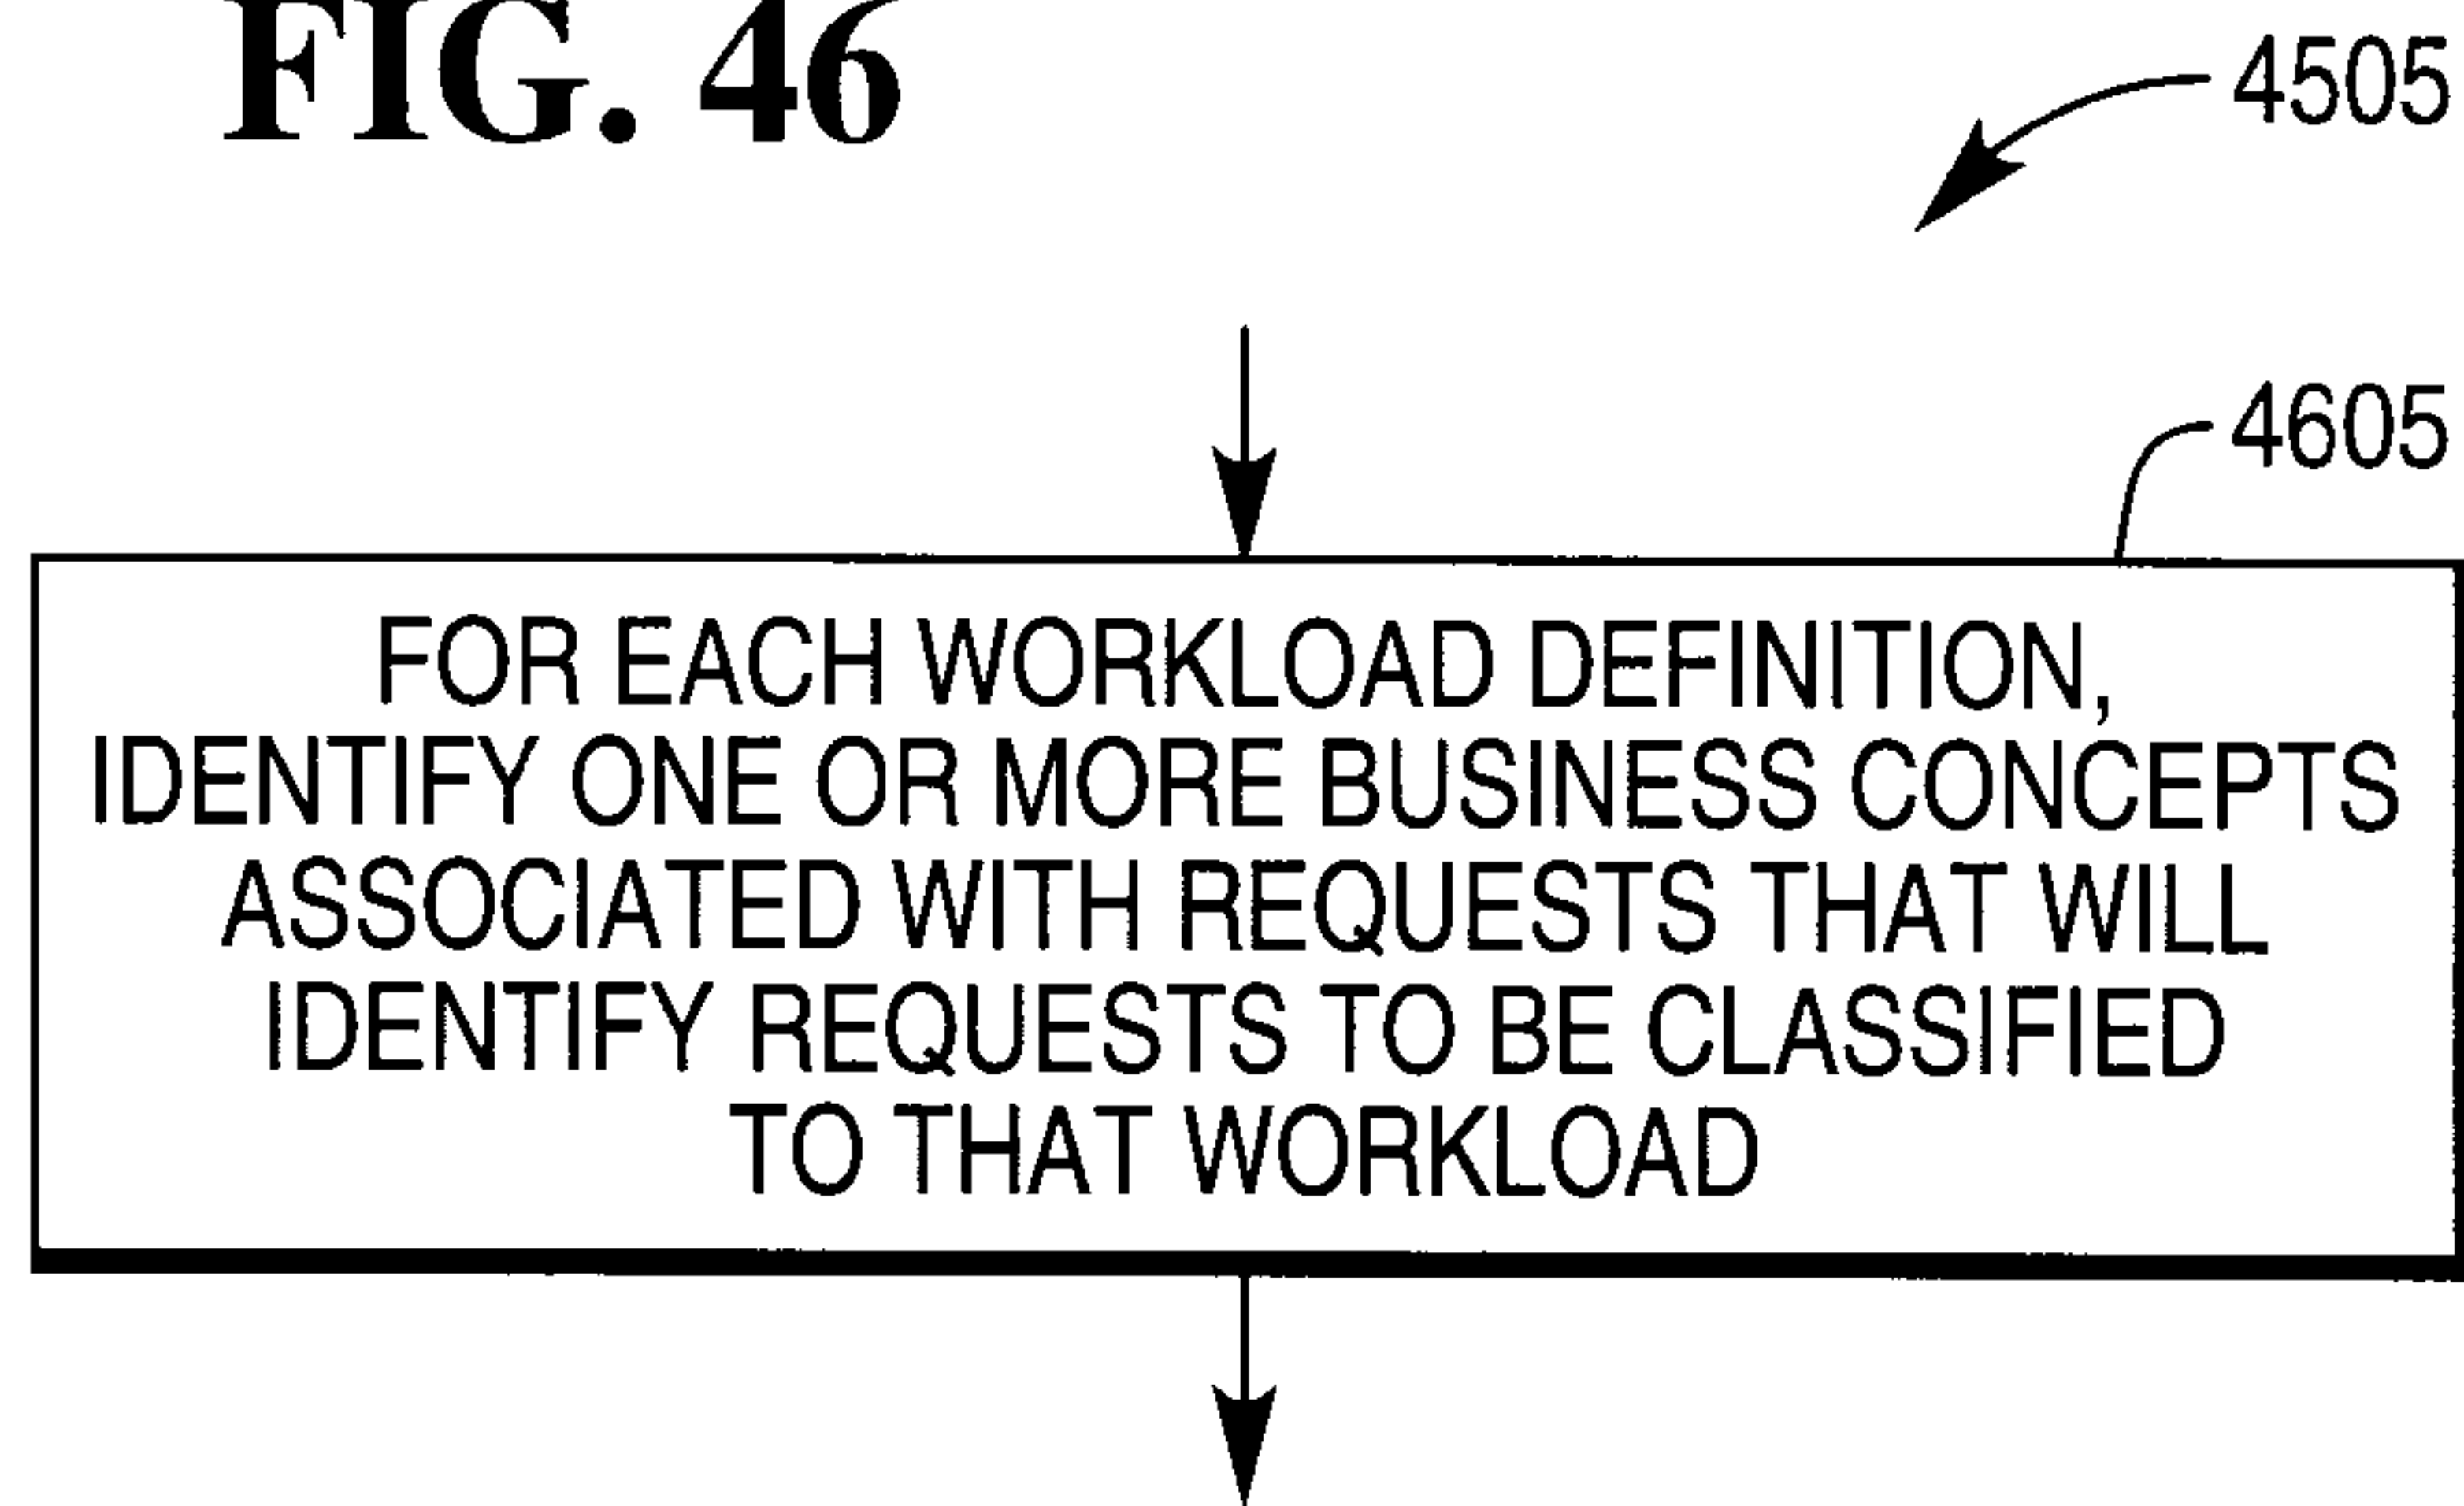 FIG. 46
4505
4605
FOR EACH WORKLOAD DEFINITION,
IDENTIFY ONE OR MORE BUSINESS CONCEPTS
ASSOCIATED WITH REQUESTS THAT WILL
IDENTIFY REQUESTS TO BE CLASSIFIED
TO THAT WORKLOAD